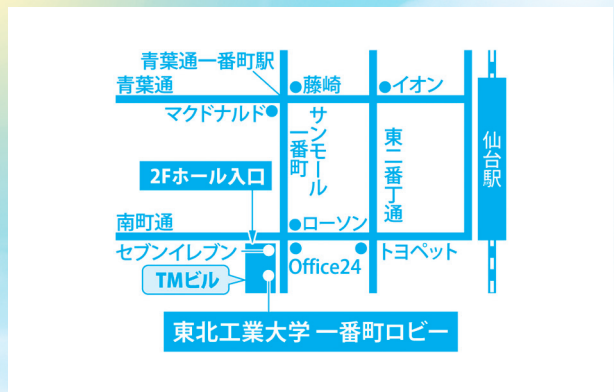 青葉通一番町駅
青葉通
藤崎
イオン
マクドナルド
サンモール
一番町
東二番丁通
仙台駅
2Fホール入口
南町通
ローソン
セブンイレブン
Office24
トヨペット
TMビル
東北工業大学 一番町ロビー